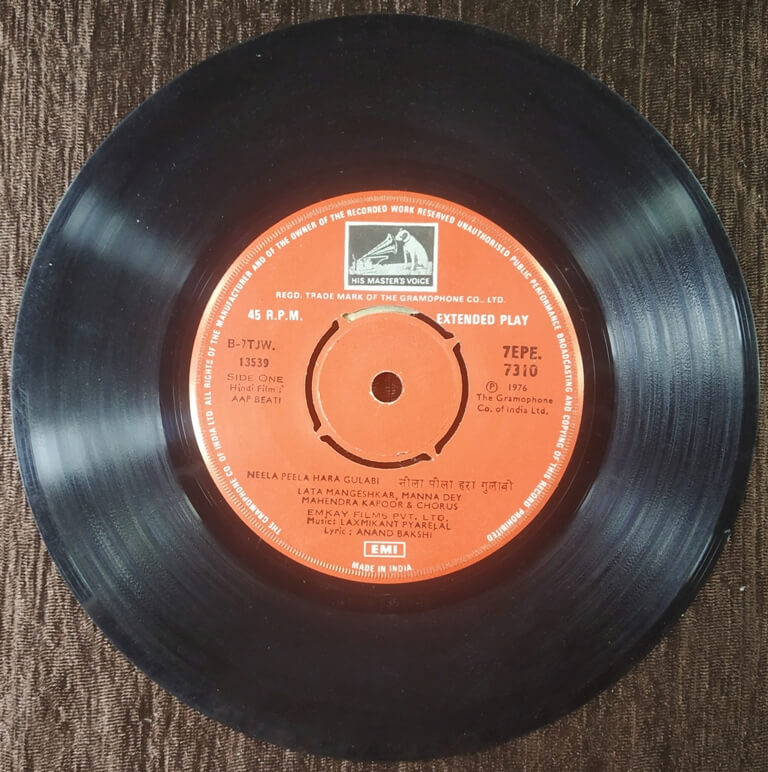 THE GRAMOPHONE CO. OF INDIA LTD. ALL RIGHTS OF THE MANUFACTURER AND OF THE OWNER OF THE RECORDED WORK RESERVED UNAUTHORISED PUBLIC PERFORMANCE BROADCASTING AND COPYING OF THIS RECORD PROHIBITED
HIS MASTER'S VOICE
REGD. TRADE MARK OF THE GRAMOPHONE CO., LTD.
45 R.P.M. EXTENDED PLAY
B-7TJW. 7EPE.
13539 7310
SIDE ONE Ⓟ 1976
Hindi Film: The Gramophone
AAP BEATI Co. of India Ltd.
NEELA PEELA HARA GULABI नीला पीला हरा गुलाबी
LATA MANGESHKAR, MANNA DEY
MAHENDRA KAPOOR & CHORUS
EMKAY FILMS PVT. LTD.
Music: LAXMIKANT PYARELAL
Lyric ; ANAND BAKSHI
EMI
MADE IN INDIA